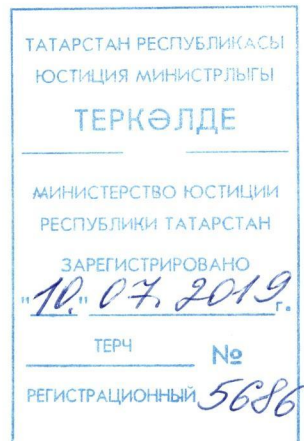 ТАТАРСТАН РЕСПУБЛИКАСЫ
ЮСТИЦИЯ МИНИСТРЛЫГЫ
ТЕРКӘЛДЕ
МИНИСТЕРСТВО ЮСТИЦИИ
РЕСПУБЛИКИ ТАТАРСТАН
ЗАРЕГИСТРИРОВАНО
"10." 07. 2019 г.
ТЕРЧ №
РЕГИСТРАЦИОННЫЙ 5686